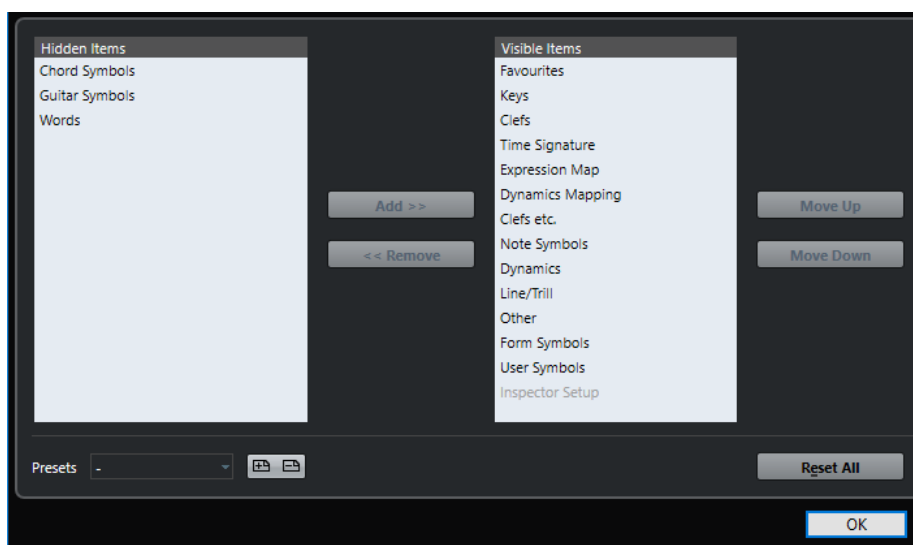 Hidden Items
Chord Symbols
Guitar Symbols
Words
Add >>
<< Remove
Visible Items
Favourites
Keys
Clefs
Time Signature
Expression Map
Dynamics Mapping
Clefs etc.
Note Symbols
Dynamics
Line/Trill
Other
Form Symbols
User Symbols
Inspector Setup
Move Up
Move Down
Presets -
Reset All
OK